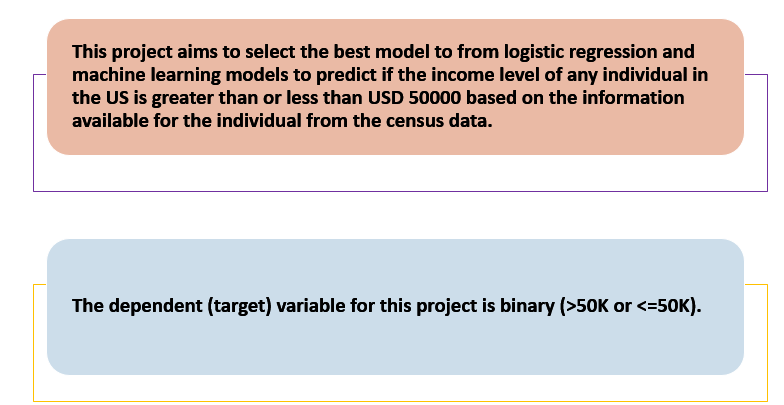 This project aims to select the best model to from logistic regression and
machine learning models to predict if the income level of any individual in
the US is greater than or less than USD 50000 based on the information
available for the individual from the census data.
The dependent (target) variable for this project is binary (>50K or <=50K).